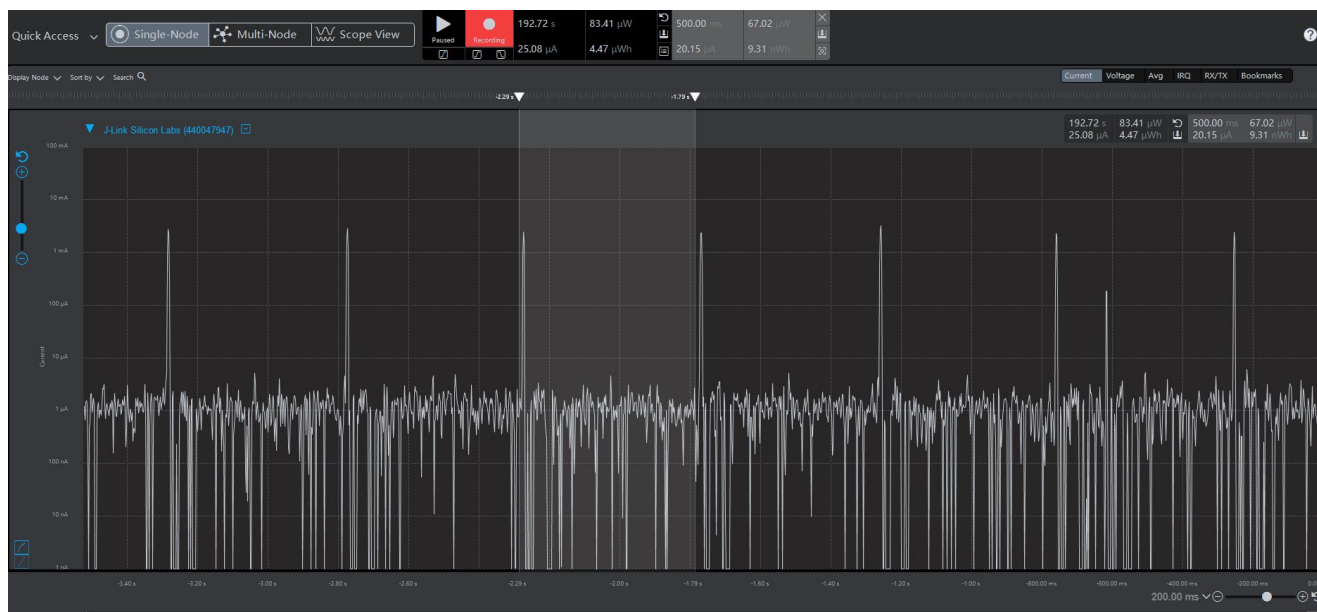 Quick Access Single-Node Multi-Node Scope View
Paused
Recording
192.72 s 83.41 µW
25.08 µA 4.47 µWh
500.00 ms 67.02 µW
20.15 µA 9.31 nWh
Display Node Sort by Search
Current Voltage Avg IRQ RX/TX Bookmarks
-2.29 s -1.79 s
J-Link Silicon Labs (440047947)
192.72 s 83.41 µW 500.00 ms 67.02 µW
25.08 µA 4.47 µWh 20.15 µA 9.31 nWh
100 mA
10 mA
1 mA
100 µA
10 µA
Current
1 µA
100 nA
10 nA
1 nA
-3.40 s -3.20 s -3.00 s -2.80 s -2.60 s -2.29 s -2.00 s -1.79 s -1.60 s -1.40 s -1.20 s -1.00 s -800.00 ms -600.00 ms -400.00 ms -200.00 ms
200.00 ms